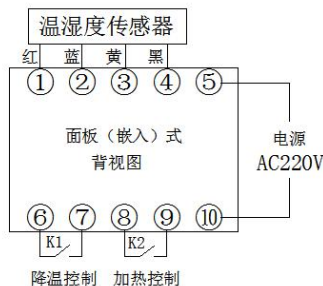 温湿度传感器
红 蓝 黄 黑
① ② ③ ④ ⑤
面板（嵌入）式
背视图
电源
AC220V
⑥ ⑦ ⑧ ⑨ ⑩
K1 K2
降温控制 加热控制